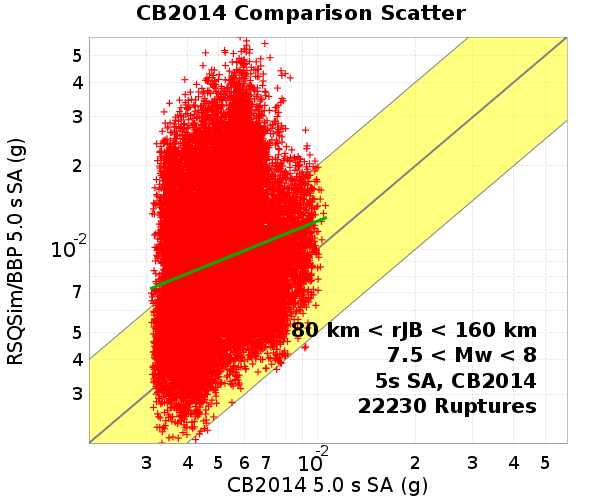 CB2014 Comparison Scatter
RSQSim/BBP 5.0 s SA (g)
5
4
3
2
10-2
7
5
4
3
80 km < rJB < 160 km
7.5 < Mw < 8
5s SA, CB2014
22230 Ruptures
3 4 5 6 7 10-2 2 3 4 5
CB2014 5.0 s SA (g)